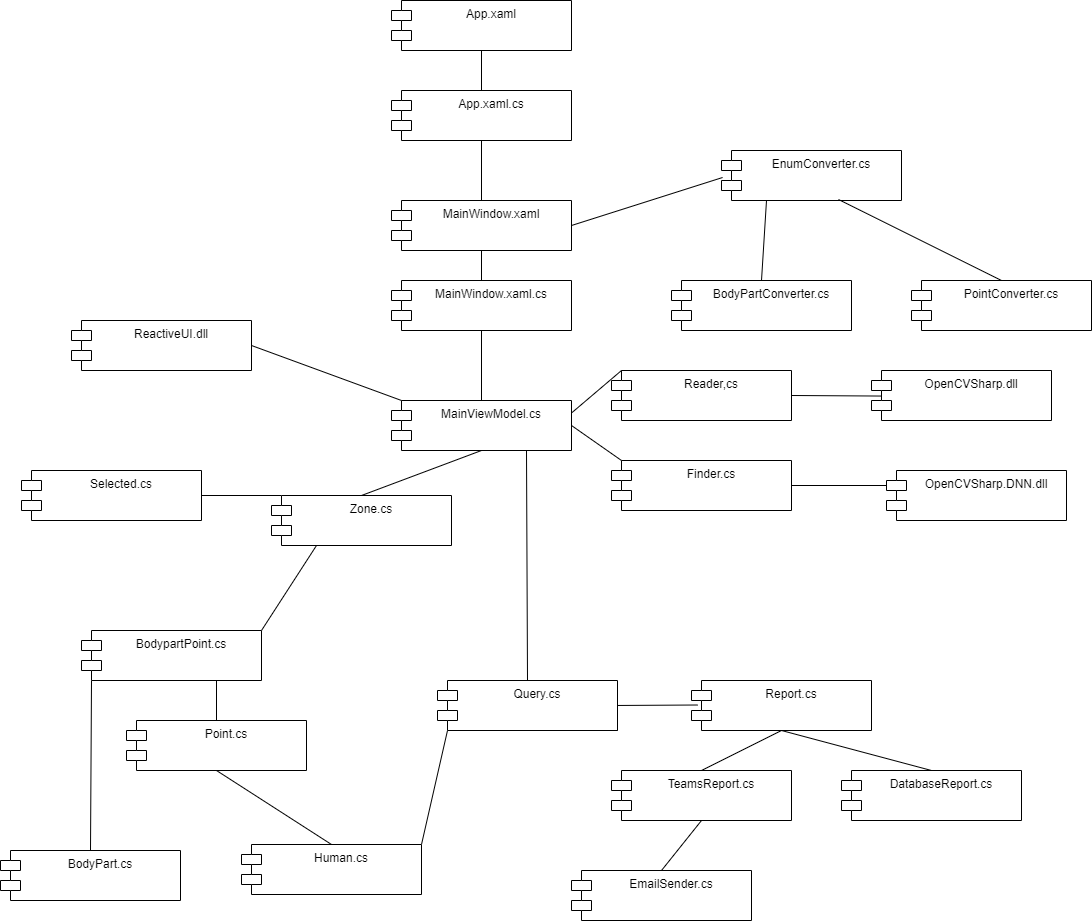 App.xaml
App.xaml.cs
EnumConverter.cs
MainWindow.xaml
MainWindow.xaml.cs
BodyPartConverter.cs
PointConverter.cs
ReactiveUI.dll
MainViewModel.cs
Reader,cs
OpenCVSharp.dll
Selected.cs
Finder.cs
OpenCVSharp.DNN.dll
Zone.cs
BodypartPoint.cs
Query.cs
Report.cs
Point.cs
TeamsReport.cs
DatabaseReport.cs
BodyPart.cs
Human.cs
EmailSender.cs